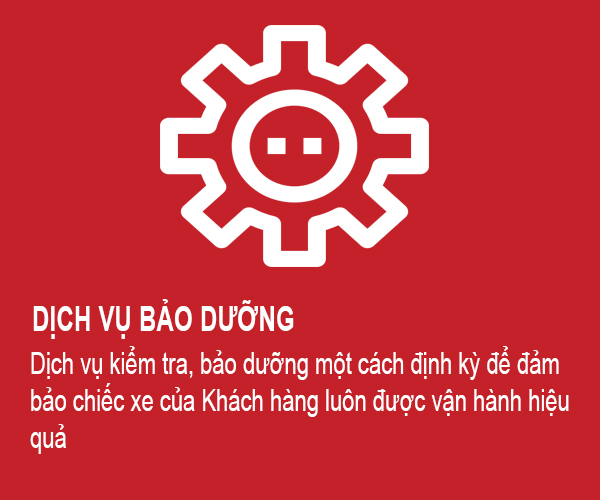 DỊCH VỤ BẢO DƯỠNG
Dịch vụ kiểm tra, bảo dưỡng một cách định kỳ để đảm
bảo chiếc xe của Khách hàng luôn được vận hành hiệu
quả